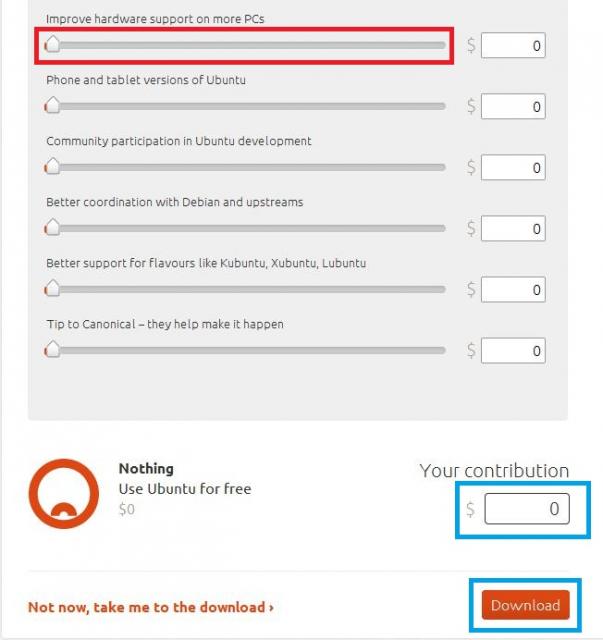 Improve hardware support on more PCs
$ 0
Phone and tablet versions of Ubuntu
$ 0
Community participation in Ubuntu development
$ 0
Better coordination with Debian and upstreams
$ 0
Better support for flavours like Kubuntu, Xubuntu, Lubuntu
$ 0
Tip to Canonical – they help make it happen
$ 0
Nothing
Use Ubuntu for free
$0
Your contribution
$ 0
Not now, take me to the download ›
Download